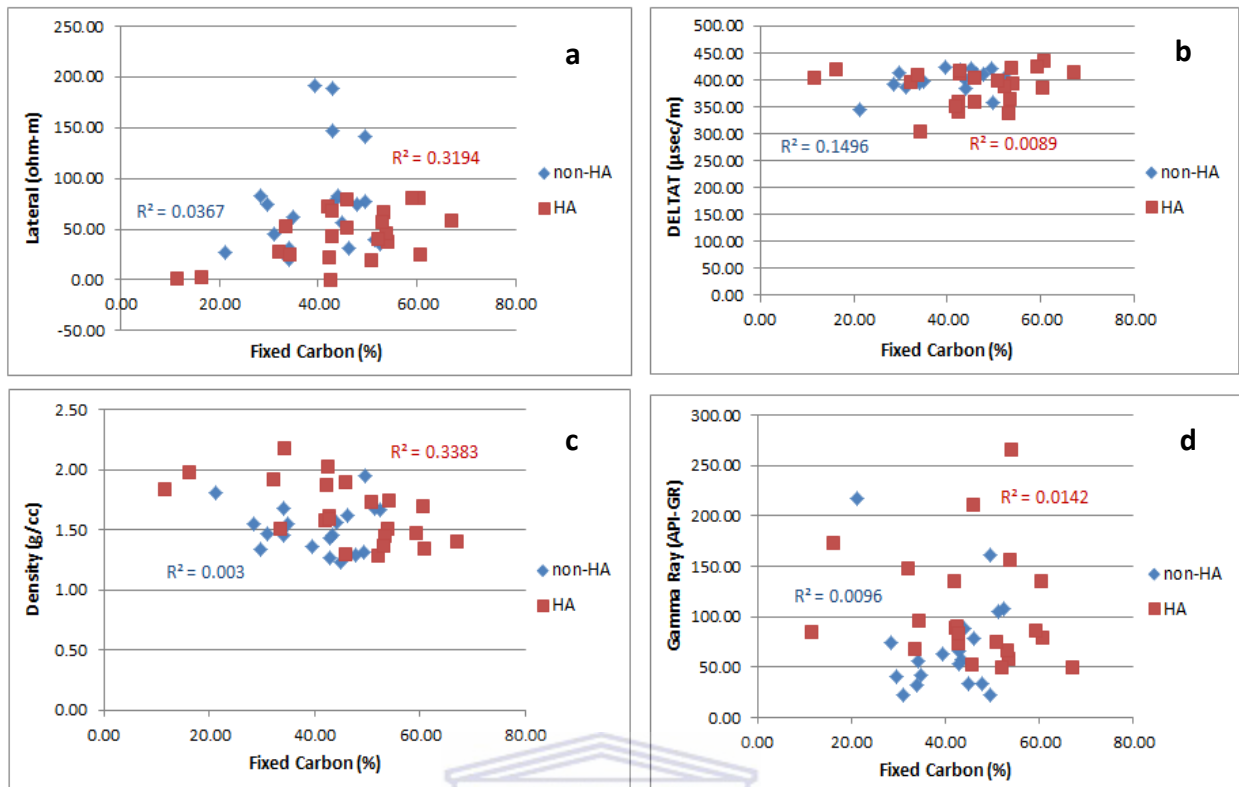 a
250.00
200.00
150.00
100.00
50.00
0.00
-50.00
0.00 20.00 40.00 60.00 80.00
Lateral (ohm-m)
Fixed Carbon (%)
R² = 0.3194
R² = 0.0367
non-HA
HA
b
450.00
400.00
350.00
300.00
250.00
200.00
150.00
100.00
50.00
0.00
0.00 20.00 40.00 60.00 80.00
DELTAT (µsec/m)
Fixed Carbon (%)
R² = 0.1496
R² = 0.0089
non-HA
HA
c
2.50
2.00
1.50
1.00
0.50
0.00
0.00 20.00 40.00 60.00 80.00
Density (g/cc)
Fixed Carbon (%)
R² = 0.3383
R² = 0.003
non-HA
HA
d
300.00
250.00
200.00
150.00
100.00
50.00
0.00
0.00 20.00 40.00 60.00 80.00
Gamma Ray (API-GR)
Fixed Carbon (%)
R² = 0.0142
R² = 0.0096
non-HA
HA